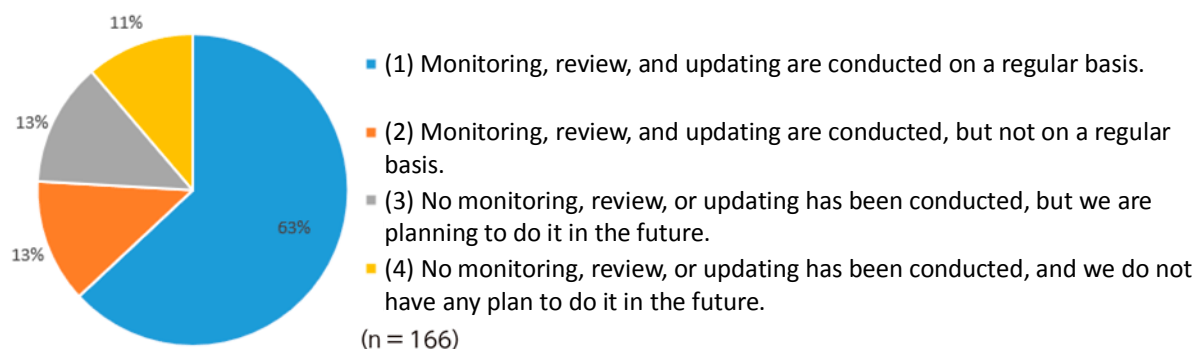 11%
(1) Monitoring, review, and updating are conducted on a regular basis.
13%
(2) Monitoring, review, and updating are conducted, but not on a regular
basis.
(3) No monitoring, review, or updating has been conducted, but we are
planning to do it in the future.
63%
13%
(4) No monitoring, review, or updating has been conducted, and we do not
have any plan to do it in the future.
(n = 166)